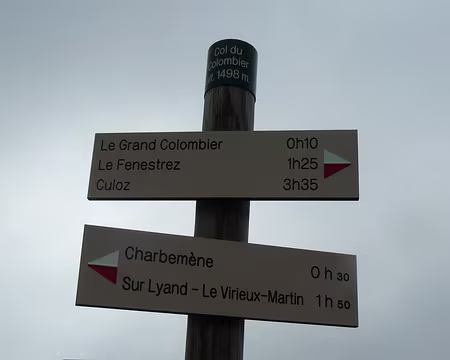 Col du
Colombier
lt. 1498 m.
Le Grand Colombier 0h10
Le Fenestrez 1h25
Culoz 3h35
Charbemène 0 h 30
Sur Lyand - Le Virieux-Martin 1 h 50